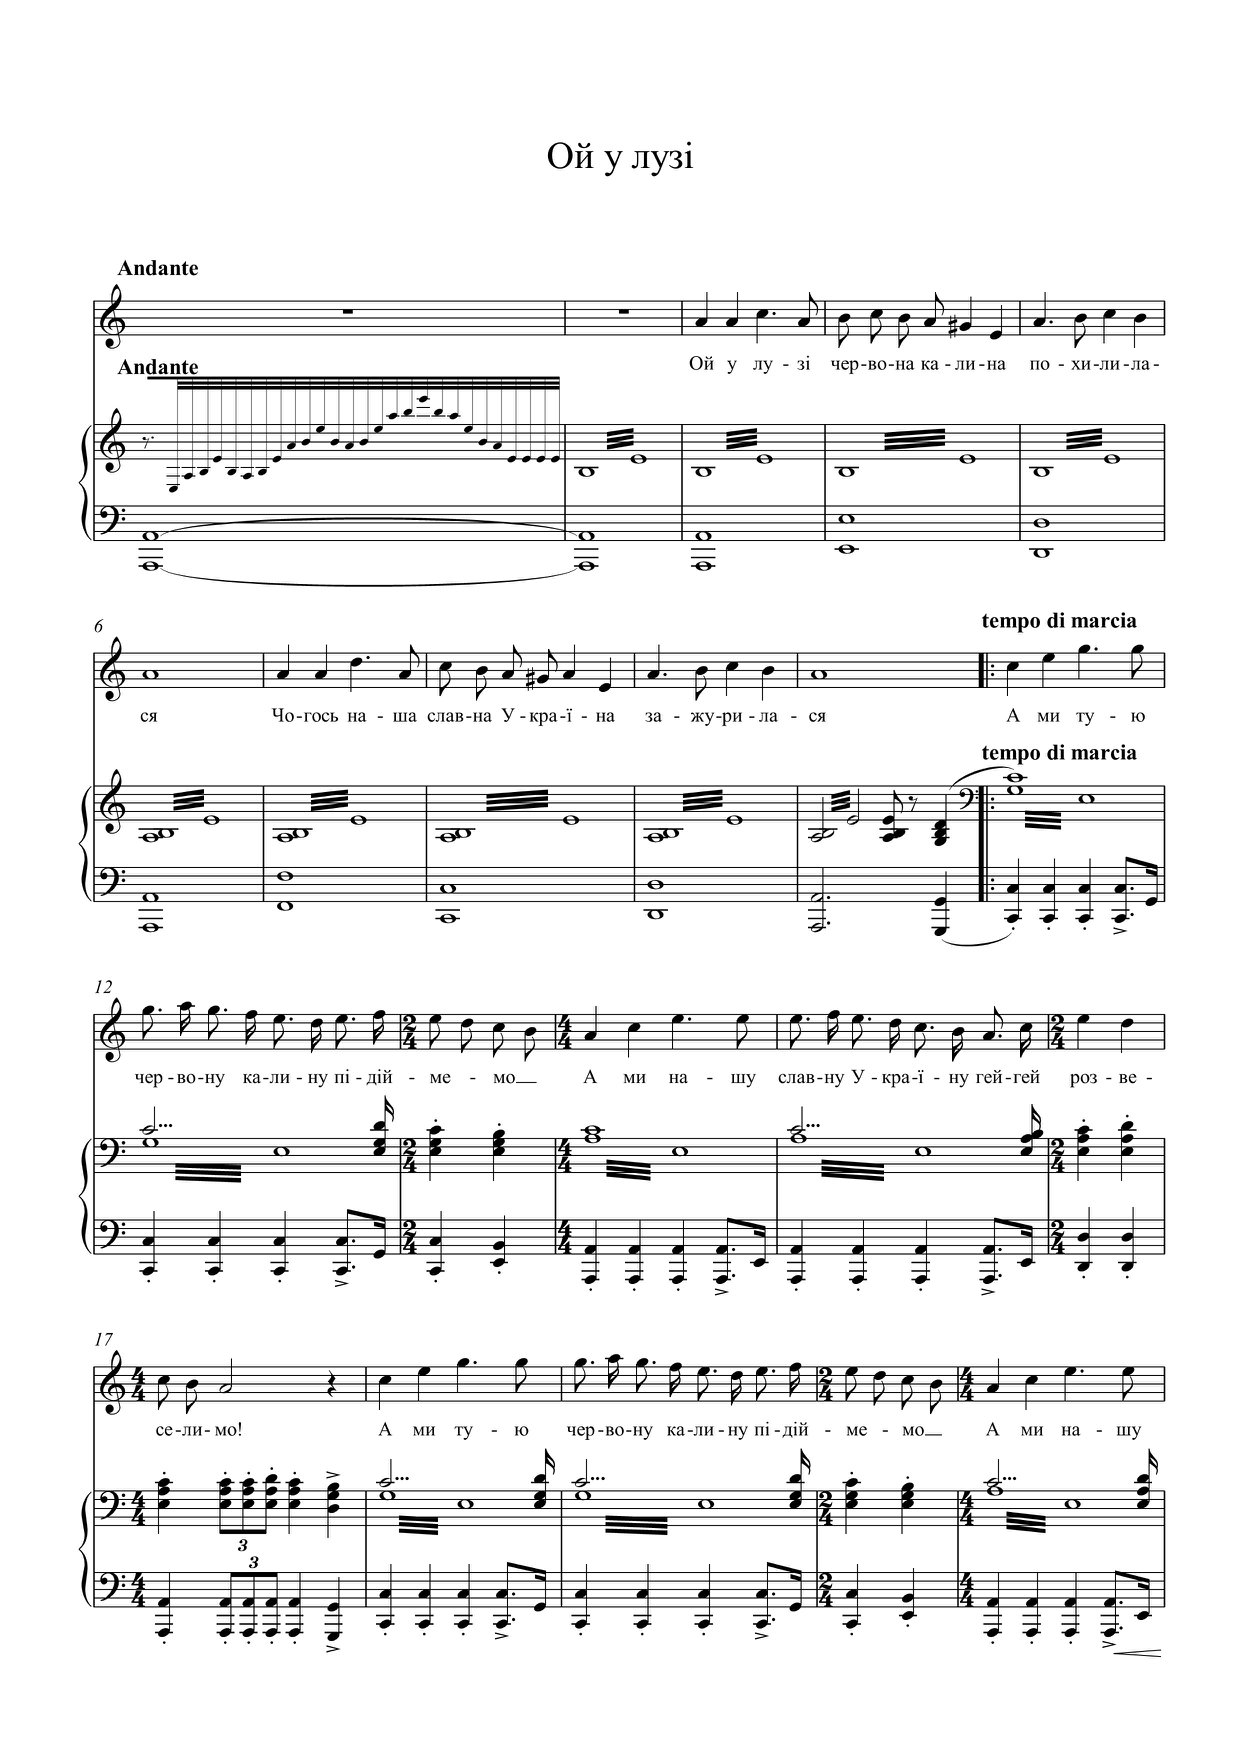 Ой у лузі
Andante
Andante
Ой у лу - зі чер - во - на ка - ли - на по - хи - ли - ла -
6
tempo di marcia
ся Чо - гось на - ша слав - на У - кра - ї - на за - жу - ри - ла - ся А ми ту - ю
tempo di marcia
12
чер - во - ну ка - ли - ну пі - дій - ме - мо __ А ми на - шу слав - ну У - кра - ї - ну гей - гей роз - ве -
17
се - ли - мо! А ми ту - ю чер - во - ну ка - ли - ну пі - дій - ме - мо __ А ми на - шу
3
3